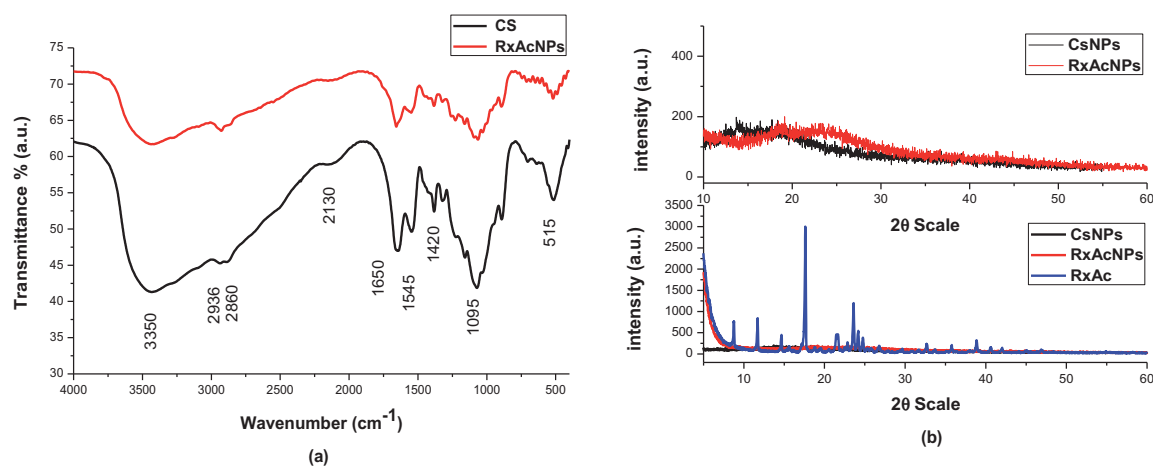 CS
RxAcNPs
75
70
65
60
55
50
45
40
35
30
Transmittance % (a.u.)
3350
2936
2860
2130
1650
1545
1420
1095
515
4000 3500 3000 2500 2000 1500 1000 500
Wavenumber (cm⁻¹)
(a)
CsNPs
RxAcNPs
400
200
0
intensity (a.u.)
10 20 30 40 50 60
2θ Scale
CsNPs
RxAcNPs
RxAc
3500
3000
2500
2000
1500
1000
500
0
intensity (a.u.)
10 20 30 40 50 60
2θ Scale
(b)